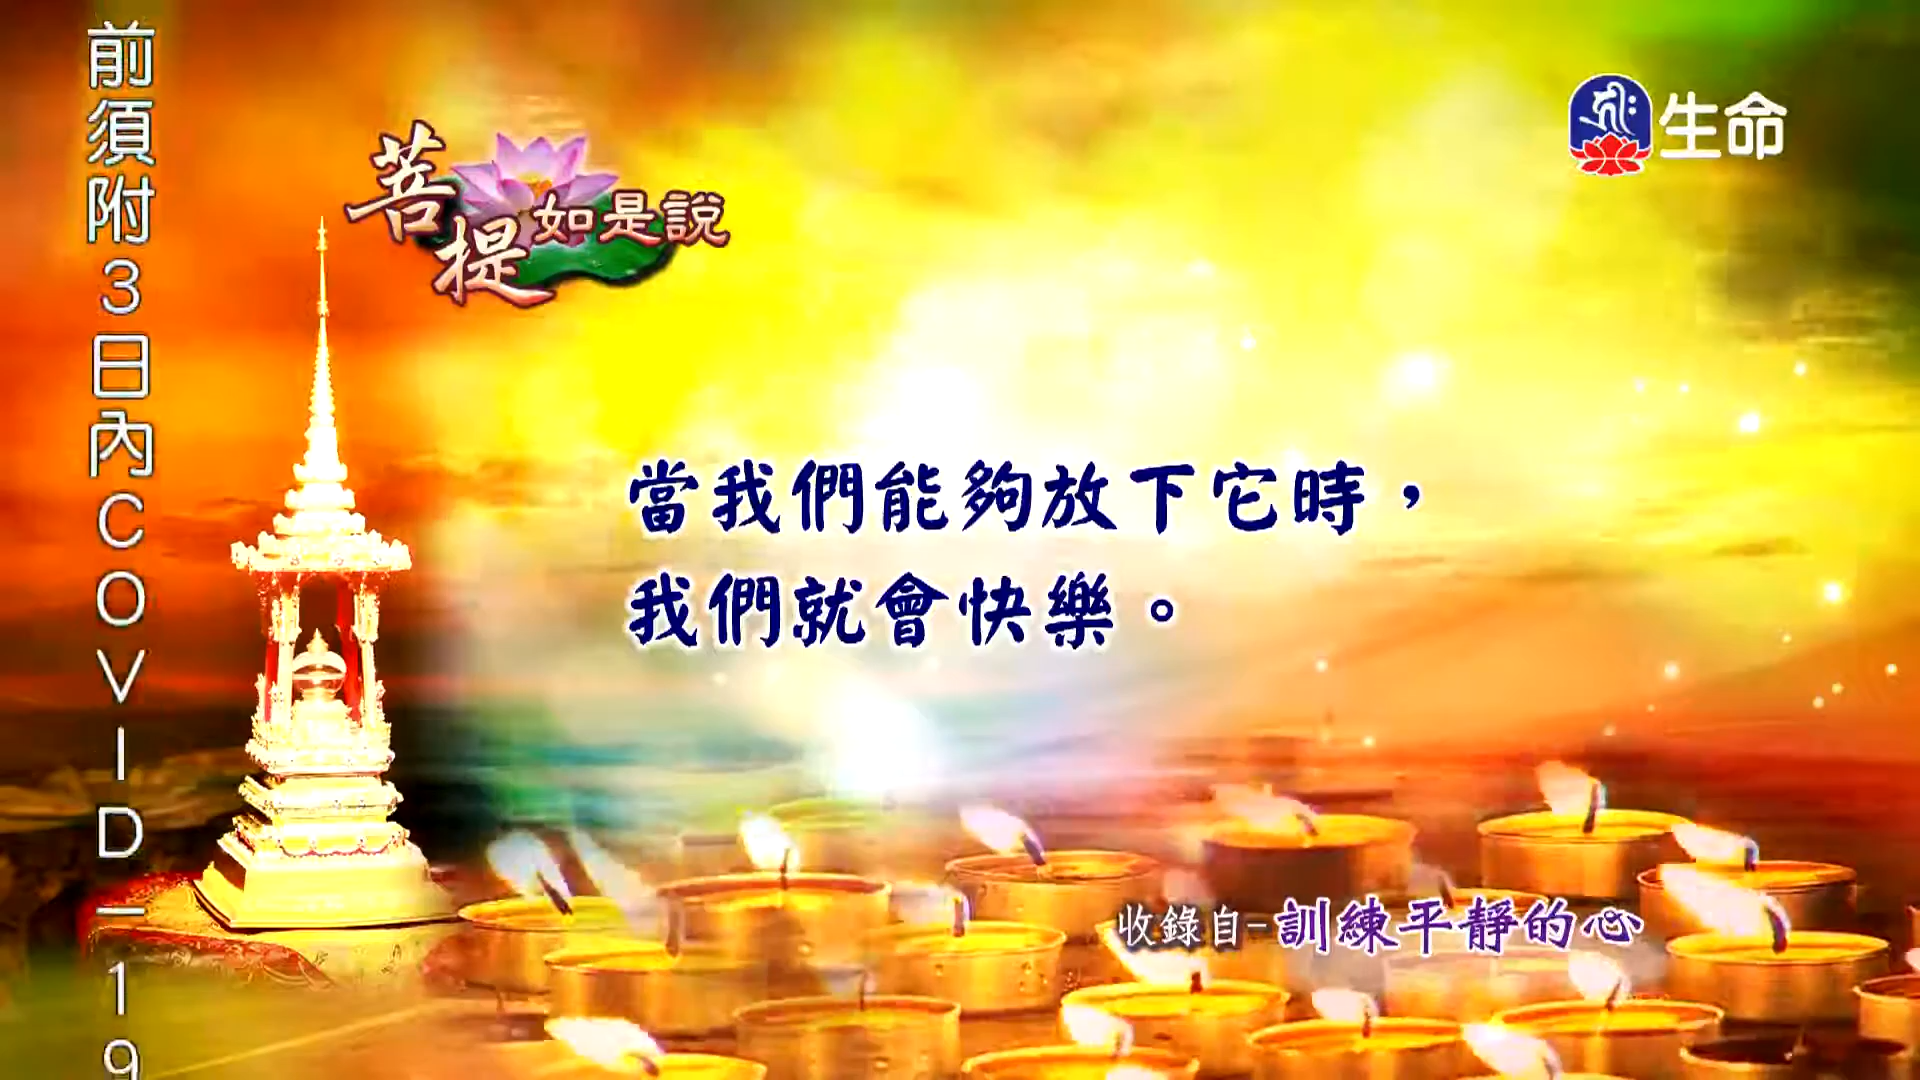 前須附3日內COVID-19
菩提如是說
生命
當我們能夠放下它時，
我們就會快樂。
收錄自-訓練平靜的心